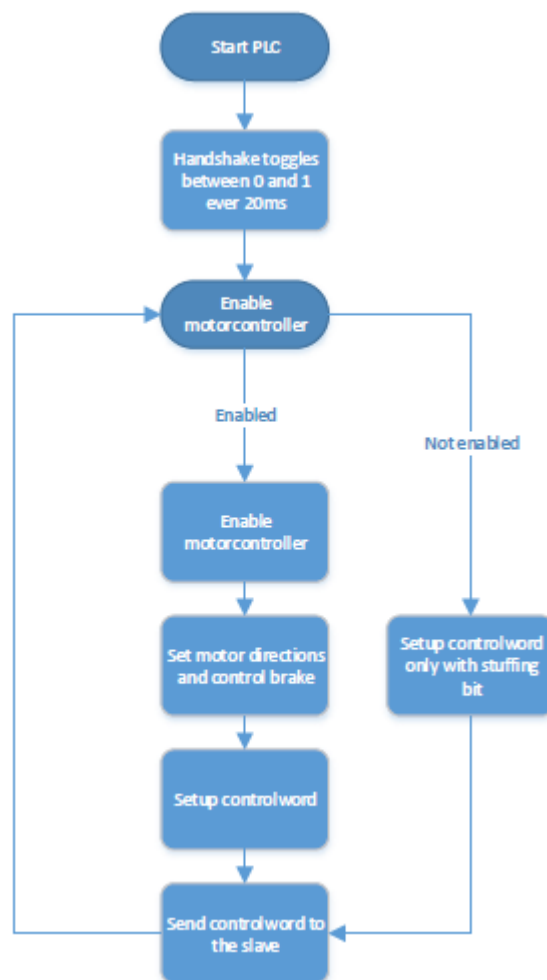 Start PLC
Handshake toggles
between 0 and 1
ever 20ms
Enable
motorcontroller
Enabled
Not enabled
Enable
motorcontroller
Set motor directions
and control brake
Setup controlword
only with stuffing
bit
Setup controlword
Send controlword to
the slave